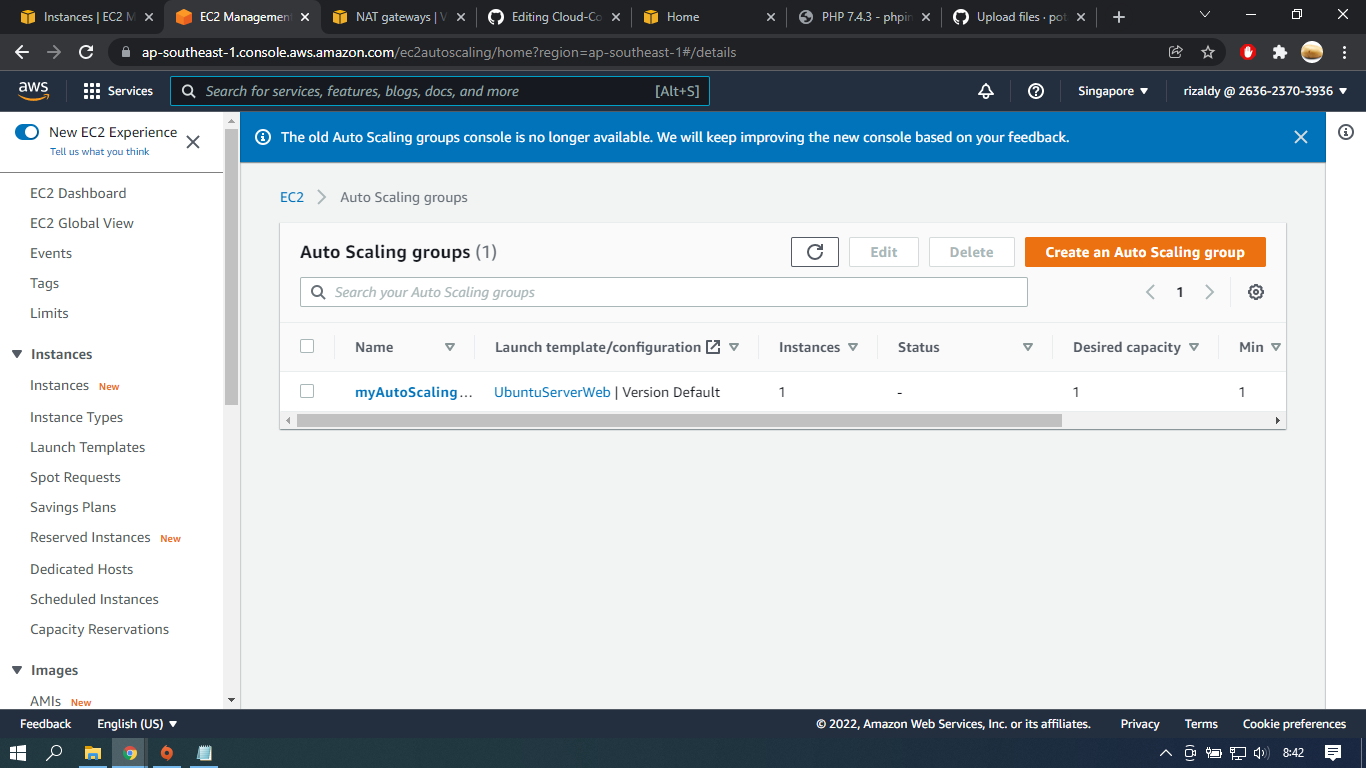 Instances | EC2 M
EC2 Management
NAT gateways | V
Editing Cloud-Co
Home
PHP 7.4.3 - phpin
Upload files · pot
ap-southeast-1.console.aws.amazon.com/ec2autoscaling/home?region=ap-southeast-1#/details
aws
Services
Search for services, features, blogs, docs, and more
[Alt+S]
Singapore
rizaldy @ 2636-2370-3936
New EC2 Experience
Tell us what you think
The old Auto Scaling groups console is no longer available. We will keep improving the new console based on your feedback.
EC2 Dashboard
EC2 Global View
Events
Tags
Limits
Instances
Instances New
Instance Types
Launch Templates
Spot Requests
Savings Plans
Reserved Instances New
Dedicated Hosts
Scheduled Instances
Capacity Reservations
Images
AMIs New
EC2
Auto Scaling groups
Auto Scaling groups (1)
Edit
Delete
Create an Auto Scaling group
Search your Auto Scaling groups
1
Name
Launch template/configuration
Instances
Status
Desired capacity
Min
myAutoScaling...
UbuntuServerWeb | Version Default
1
-
1
1
Feedback
English (US)
© 2022, Amazon Web Services, Inc. or its affiliates.
Privacy
Terms
Cookie preferences
8:42